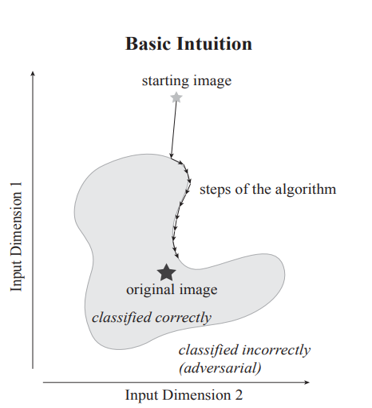 Basic Intuition
starting image
steps of the algorithm
Input Dimension 1
original image
classified correctly
classified incorrectly
(adversarial)
Input Dimension 2